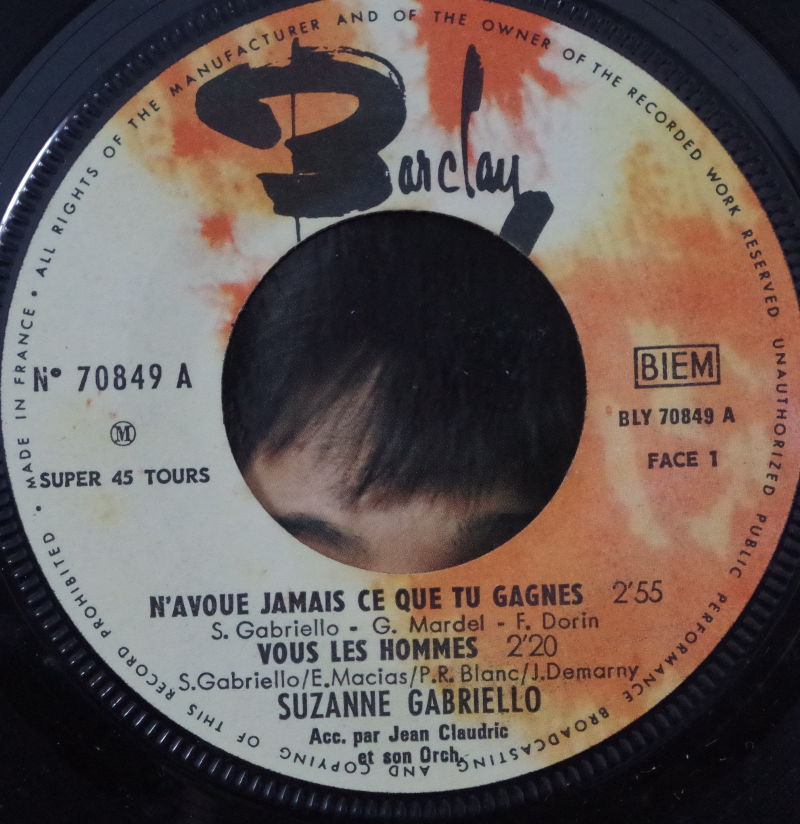 Barclay
MADE IN FRANCE • ALL RIGHTS OF THE MANUFACTURER AND OF THE OWNER OF THE RECORDED WORK RESERVED UNAUTHORIZED PUBLIC PERFORMANCE BROADCASTING AND COPYING OF THIS RECORD PROHIBITED •
N° 70849 A
M
SUPER 45 TOURS
BIEM
BLY 70849 A
FACE 1
N'AVOUE JAMAIS CE QUE TU GAGNES 2'55
S. Gabriello - G. Mardel - F. Dorin
VOUS LES HOMMES 2'20
S.Gabriello/E.Macias/P.R. Blanc/J.Demarny
SUZANNE GABRIELLO
Acc. par Jean Claudric
et son Orch.